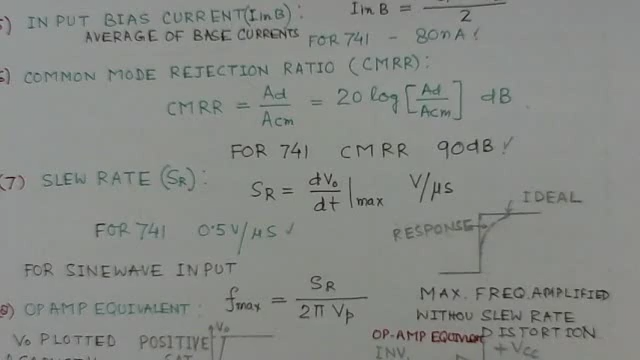 5) INPUT BIAS CURRENT(IinB): IinB = 
2
AVERAGE OF BASE CURRENTS FOR 741 - 80nA✓
6) COMMON MODE REJECTION RATIO (CMRR):
CMRR = Ad/Acm = 20 log [Ad/Acm] dB
FOR 741 CMRR 90dB ✓
(7) SLEW RATE (SR): SR = dVo/dt |max V/μS
IDEAL
FOR 741 0.5V/μS ✓ RESPONSE
FOR SINEWAVE INPUT
fmax = SR / 2π Vp
MAX. FREQ. AMPLIFIED
WITHOU SLEW RATE
DISTORTION
OP AMP EQUIVALENT:
Vo PLOTTED POSITIVE Vo
OP-AMP EQUIVALENT
INV. +Vcc
SAT